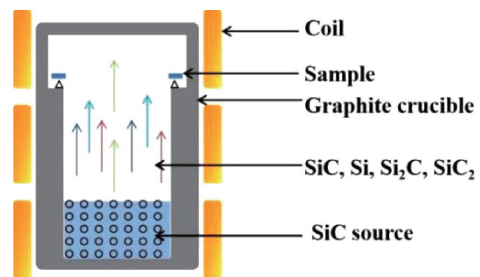 Coil
Sample
Graphite crucible
SiC, Si, Si₂C, SiC₂
SiC source